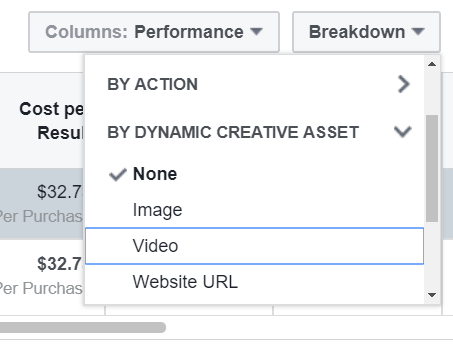 Columns: Performance
Breakdown
BY ACTION
BY DYNAMIC CREATIVE ASSET
None
Image
Video
Website URL
Cost pe
Resul
$32.7
Per Purchas
$32.7
Per Purchas